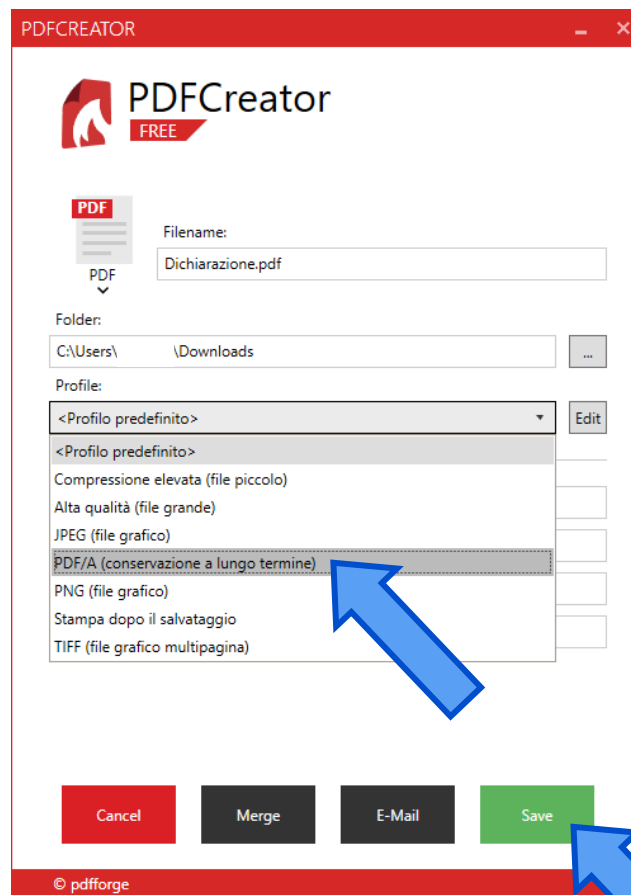 PDFCREATOR
PDFCreator
FREE
PDF
Filename:
PDF
Dichiarazione.pdf
Folder:
C:\Users\ \Downloads
...
Profile:
<Profilo predefinito>
Edit
<Profilo predefinito>
Compressione elevata (file piccolo)
Alta qualità (file grande)
JPEG (file grafico)
PDF/A (conservazione a lungo termine)
PNG (file grafico)
Stampa dopo il salvataggio
TIFF (file grafico multipagina)
Cancel
Merge
E-Mail
Save
© pdfforge